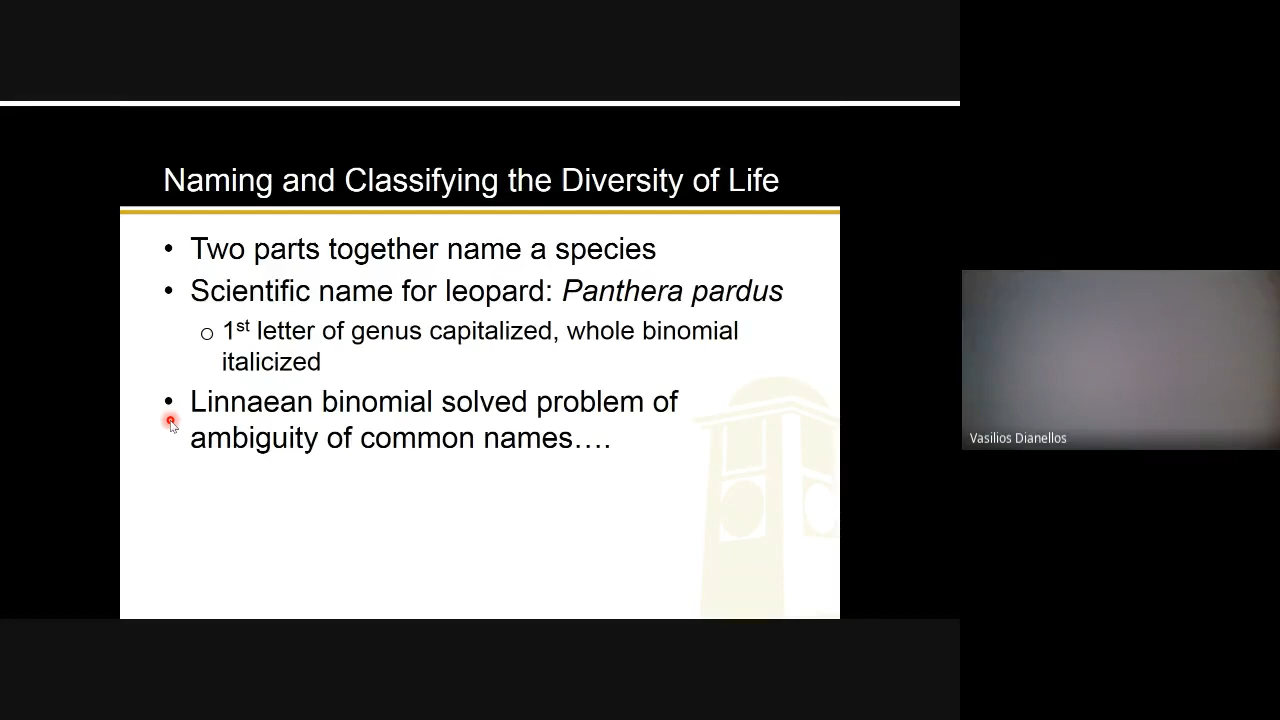 Naming and Classifying the Diversity of Life
• Two parts together name a species
• Scientific name for leopard: Panthera pardus
o 1st letter of genus capitalized, whole binomial
italicized
• Linnaean binomial solved problem of
ambiguity of common names….
Vasilios Dianellos